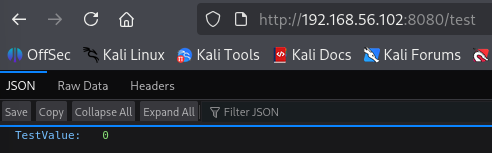 http://192.168.56.102:8080/test
OffSec Kali Linux Kali Tools Kali Docs Kali Forums
JSON Raw Data Headers
Save Copy Collapse All Expand All Filter JSON
TestValue: 0